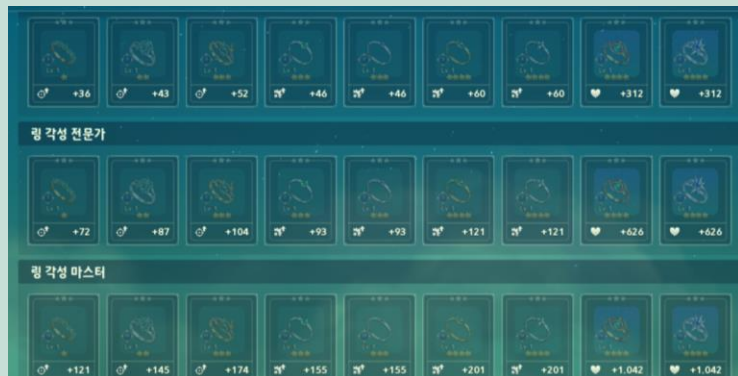 +36 +43 +52 +46 +46 +60 +60 +312 +312
링 각성 전문가
+72 +87 +104 +93 +93 +121 +121 +626 +626
링 각성 마스터
+121 +145 +174 +155 +155 +201 +201 +1.042 +1.042